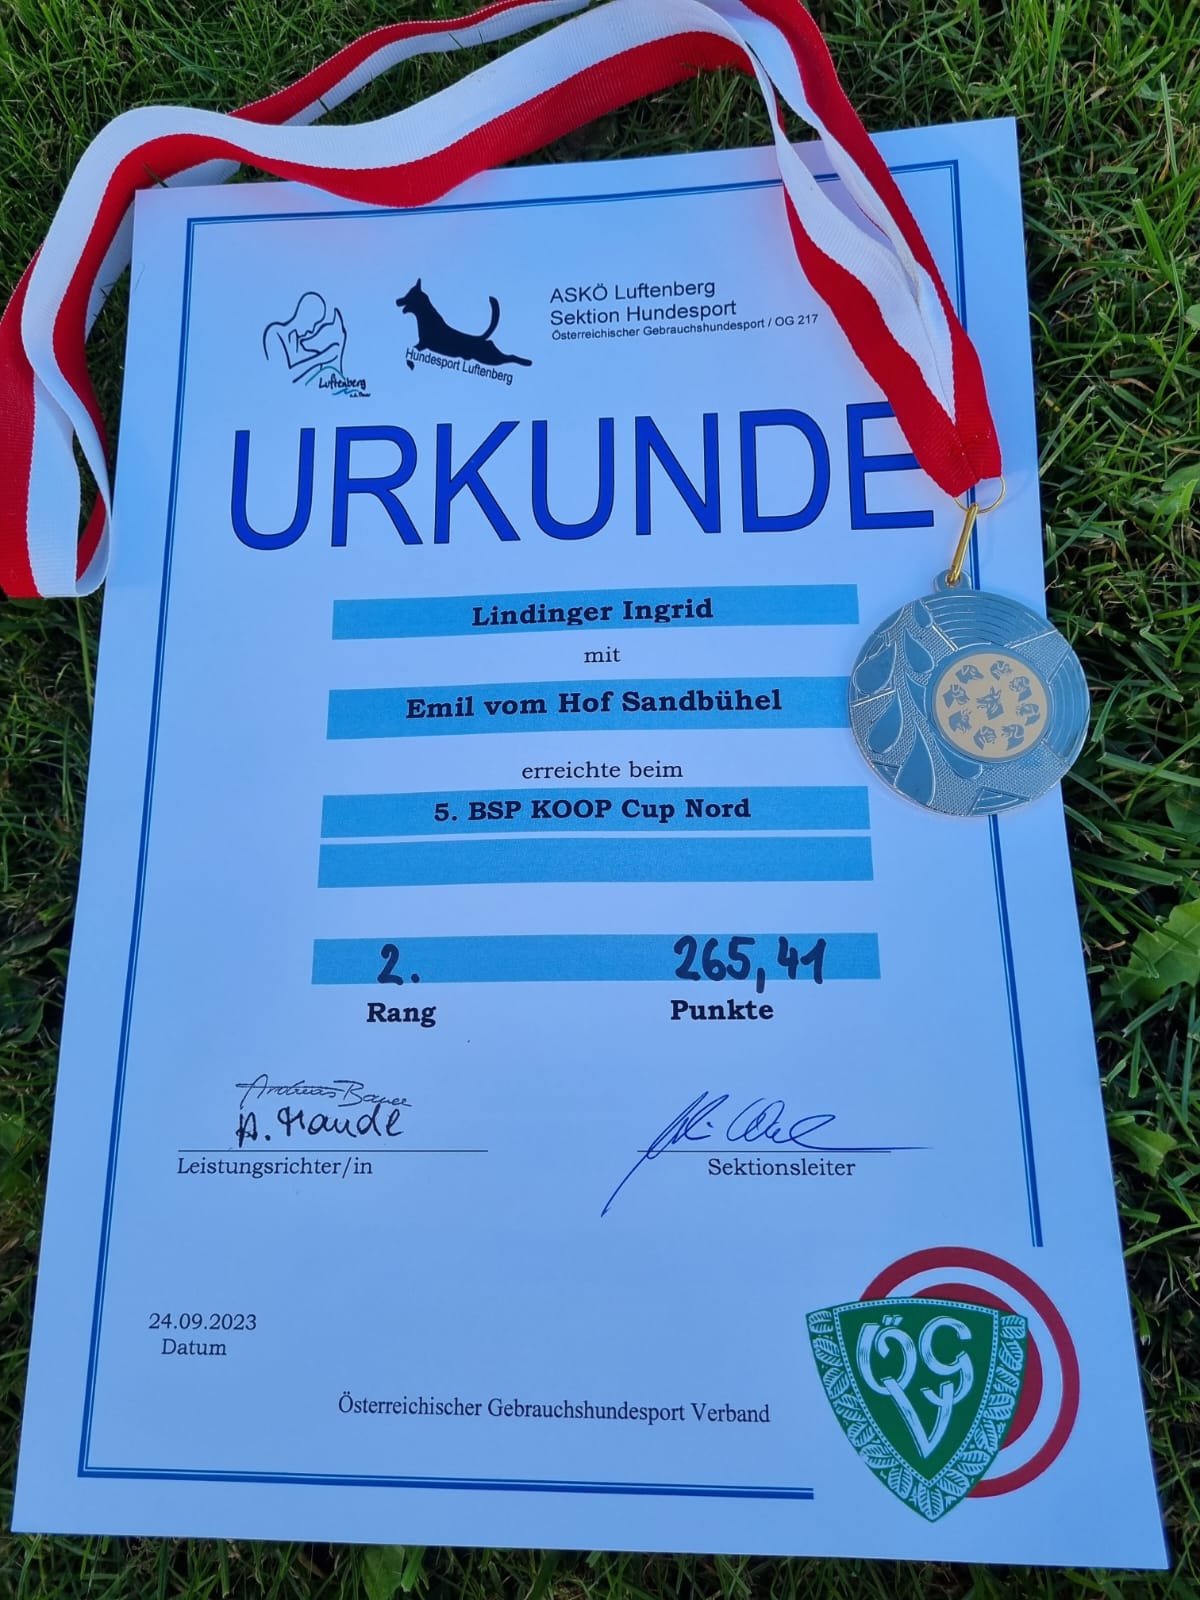 Luftenberg
Hundesport Luftenberg
ASKÖ Luftenberg
Sektion Hundesport
Österreichischer Gebrauchshundesport / OG 217
URKUNDE
Lindinger Ingrid
mit
Emil vom Hof Sandbühel
erreichte beim
5. BSP KOOP Cup Nord
2. 265,41
Rang Punkte
Andreas
Leistungsrichter/in Sektionsleiter
24.09.2023
Datum
Österreichischer Gebrauchshundesport Verband
ÖGV